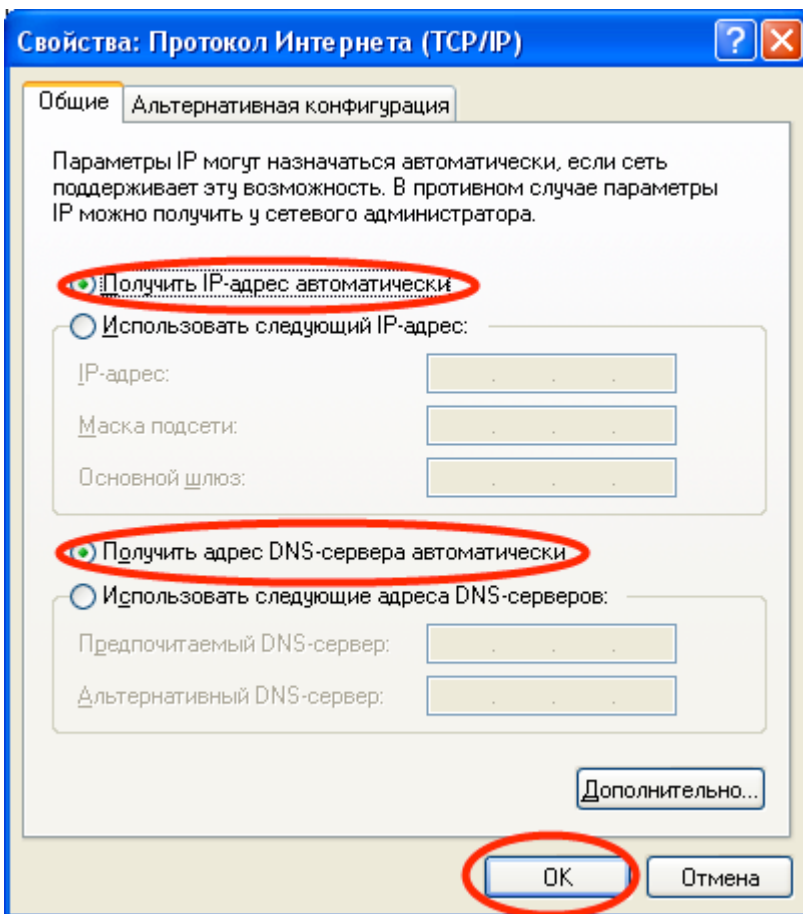 Свойства: Протокол Интернета (TCP/IP)
?
Общие
Альтернативная конфигурация
Параметры IP могут назначаться автоматически, если сеть
поддерживает эту возможность. В противном случае параметры
IP можно получить у сетевого администратора.
Получить IP-адрес автоматически
Использовать следующий IP-адрес:
IP-адрес:
Маска подсети:
Основной шлюз:
Получить адрес DNS-сервера автоматически
Использовать следующие адреса DNS-серверов:
Предпочитаемый DNS-сервер:
Альтернативный DNS-сервер:
Дополнительно...
ОК
Отмена